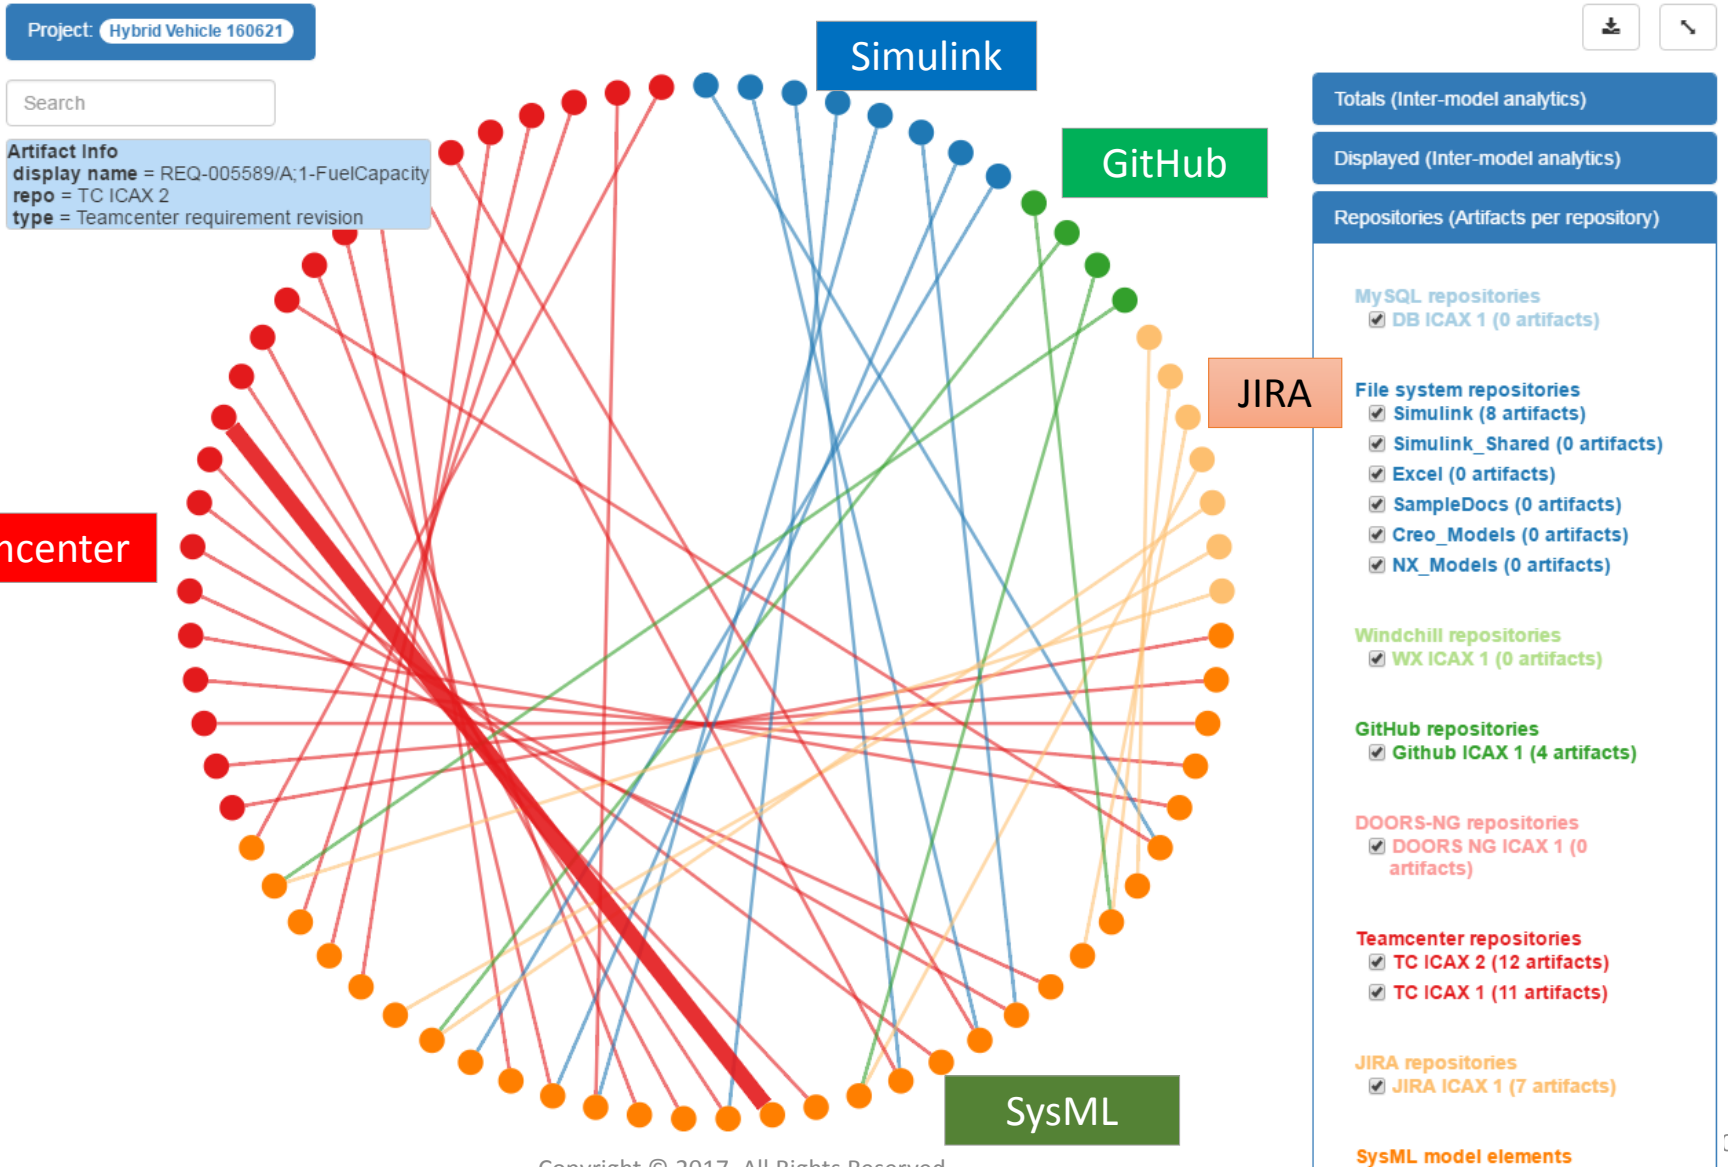 Project: Hybrid Vehicle 160621
Search
Artifact Info
display name = REQ-005589/A;1-FuelCapacity
repo = TC ICAX 2
type = Teamcenter requirement revision
Simulink
GitHub
JIRA
ncenter
SysML
Totals (Inter-model analytics)
Displayed (Inter-model analytics)
Repositories (Artifacts per repository)
MySQL repositories
DB ICAX 1 (0 artifacts)
File system repositories
Simulink (8 artifacts)
Simulink_Shared (0 artifacts)
Excel (0 artifacts)
SampleDocs (0 artifacts)
Creo_Models (0 artifacts)
NX_Models (0 artifacts)
Windchill repositories
WX ICAX 1 (0 artifacts)
GitHub repositories
Github ICAX 1 (4 artifacts)
DOORS-NG repositories
DOORS NG ICAX 1 (0
artifacts)
Teamcenter repositories
TC ICAX 2 (12 artifacts)
TC ICAX 1 (11 artifacts)
JIRA repositories
JIRA ICAX 1 (7 artifacts)
SysML model elements
Copyright © 2017. All Rights Reserved